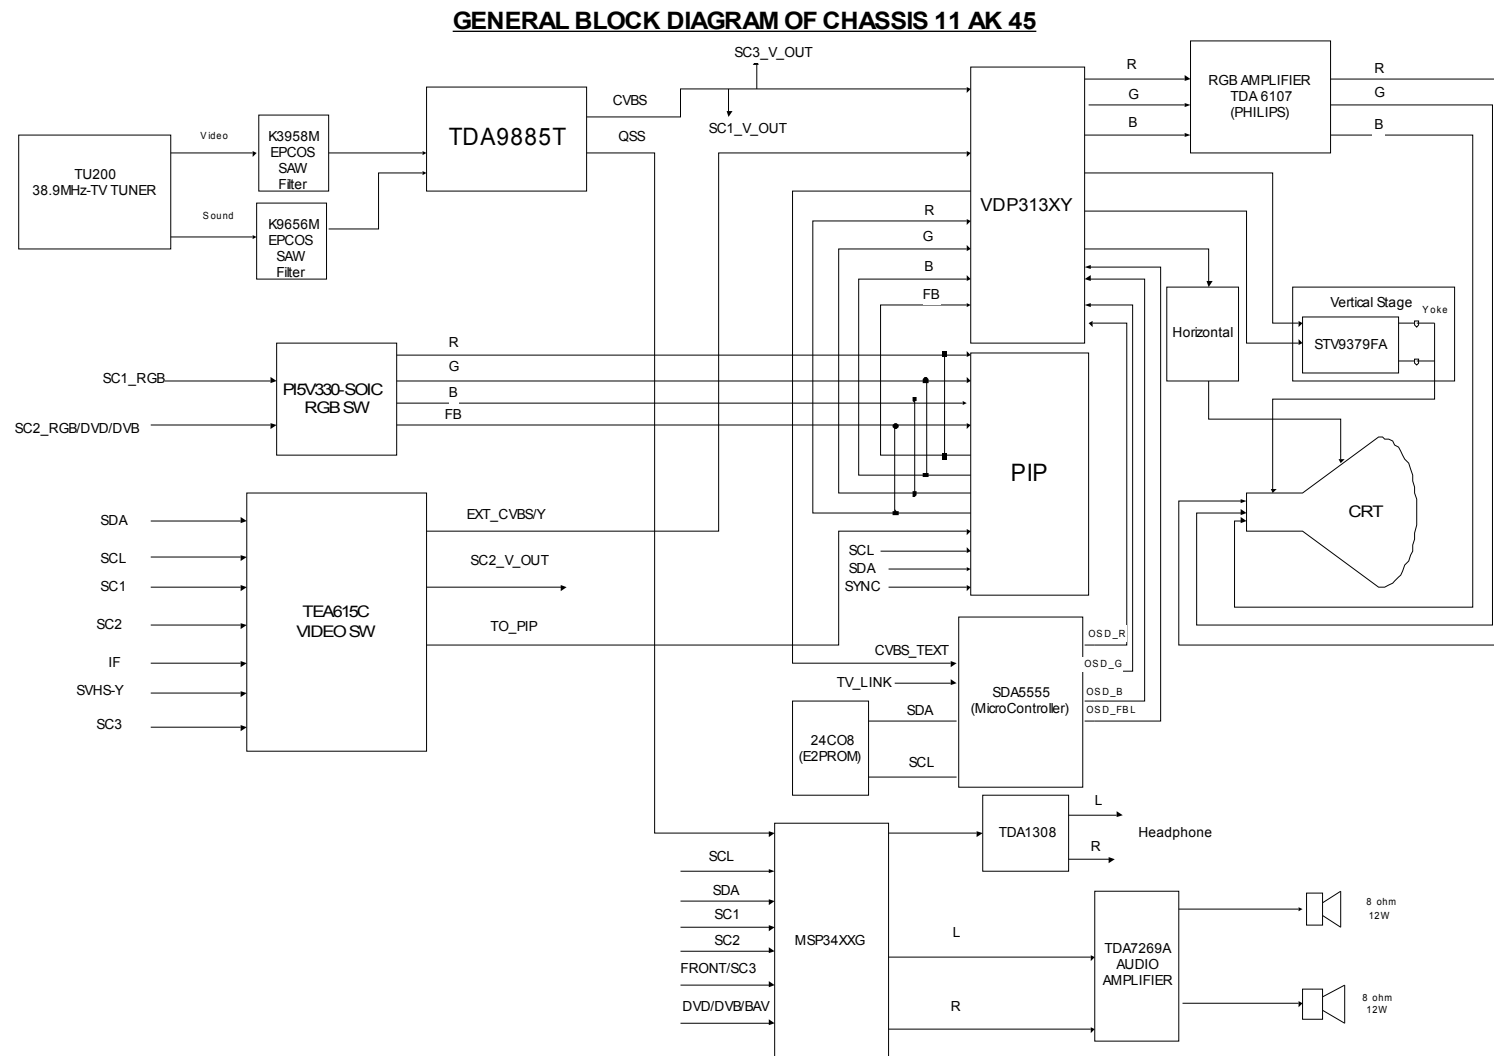 GENERAL BLOCK DIAGRAM OF CHASSIS 11 AK 45
SC3_V_OUT
CVBS
SC1_V_OUT
QSS
TU200
38.9MHz-TV TUNER
Video
Sound
K3958M
EPCOS
SAW
Filter
K9656M
EPCOS
SAW
Filter
TDA9885T
VDP313XY
R
G
B
FB
R
G
B
RGB AMPLIFIER
TDA 6107
(PHILIPS)
R
G
B
Horizontal
Vertical Stage
Yoke
STV9379FA
CRT
SC1_RGB
SC2_RGB/DVD/DVB
PI5V330-SOIC
RGB SW
R
G
B
FB
PIP
SCL
SDA
SYNC
SDA
SCL
SC1
SC2
IF
SVHS-Y
SC3
TEA615C
VIDEO SW
EXT_CVBS/Y
SC2_V_OUT
TO_PIP
CVBS_TEXT
TV_LINK
SDA
SCL
24CO8
(E2PROM)
SDA5555
(MicroController)
OSD_R
OSD_G
OSD_B
OSD_FBL
SCL
SDA
SC1
SC2
FRONT/SC3
DVD/DVB/BAV
MSP34XXG
TDA1308
L
R
Headphone
L
R
TDA7269A
AUDIO
AMPLIFIER
8 ohm
12W
8 ohm
12W